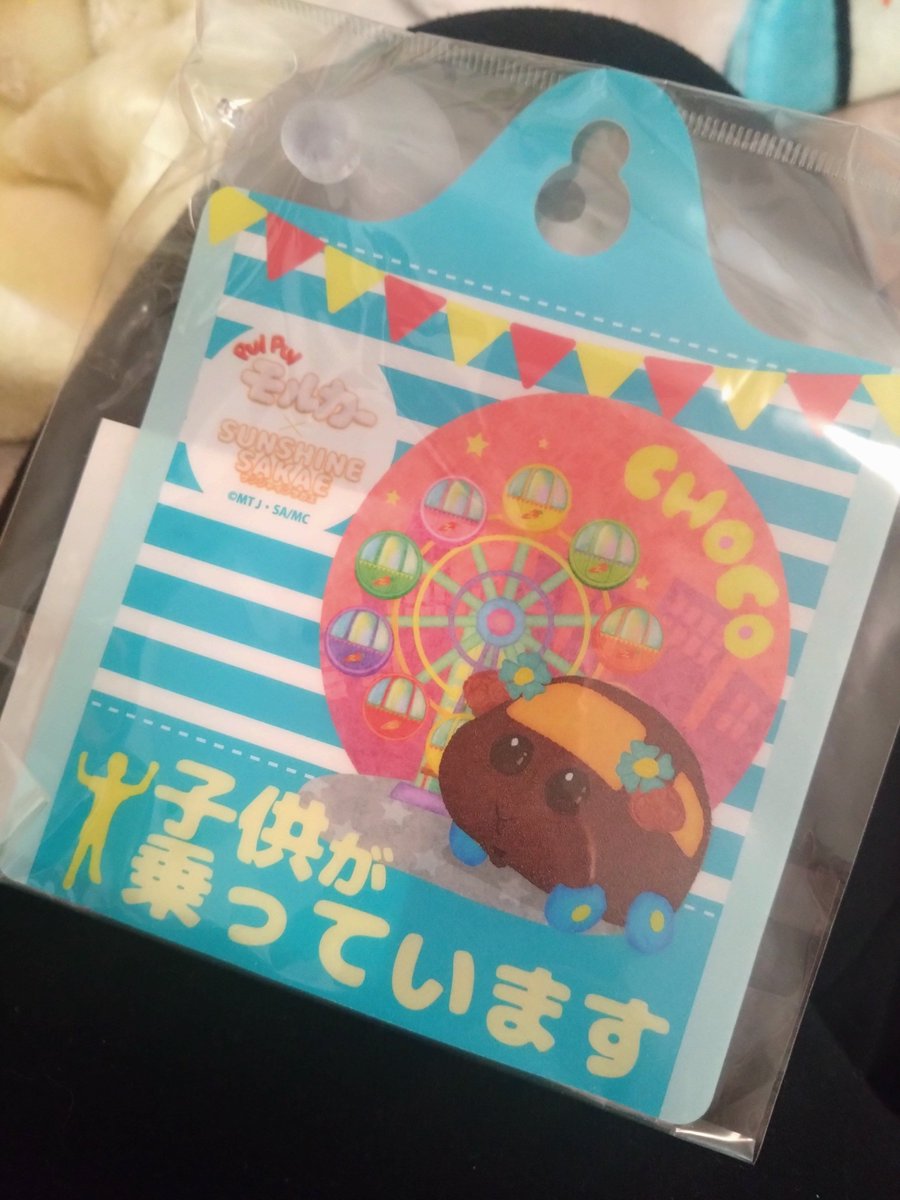 PUI PUI
モルカー
×
SUNSHINE
SAKAE
©MTJ・SA/MC
CHOCO
子供が
乗っています